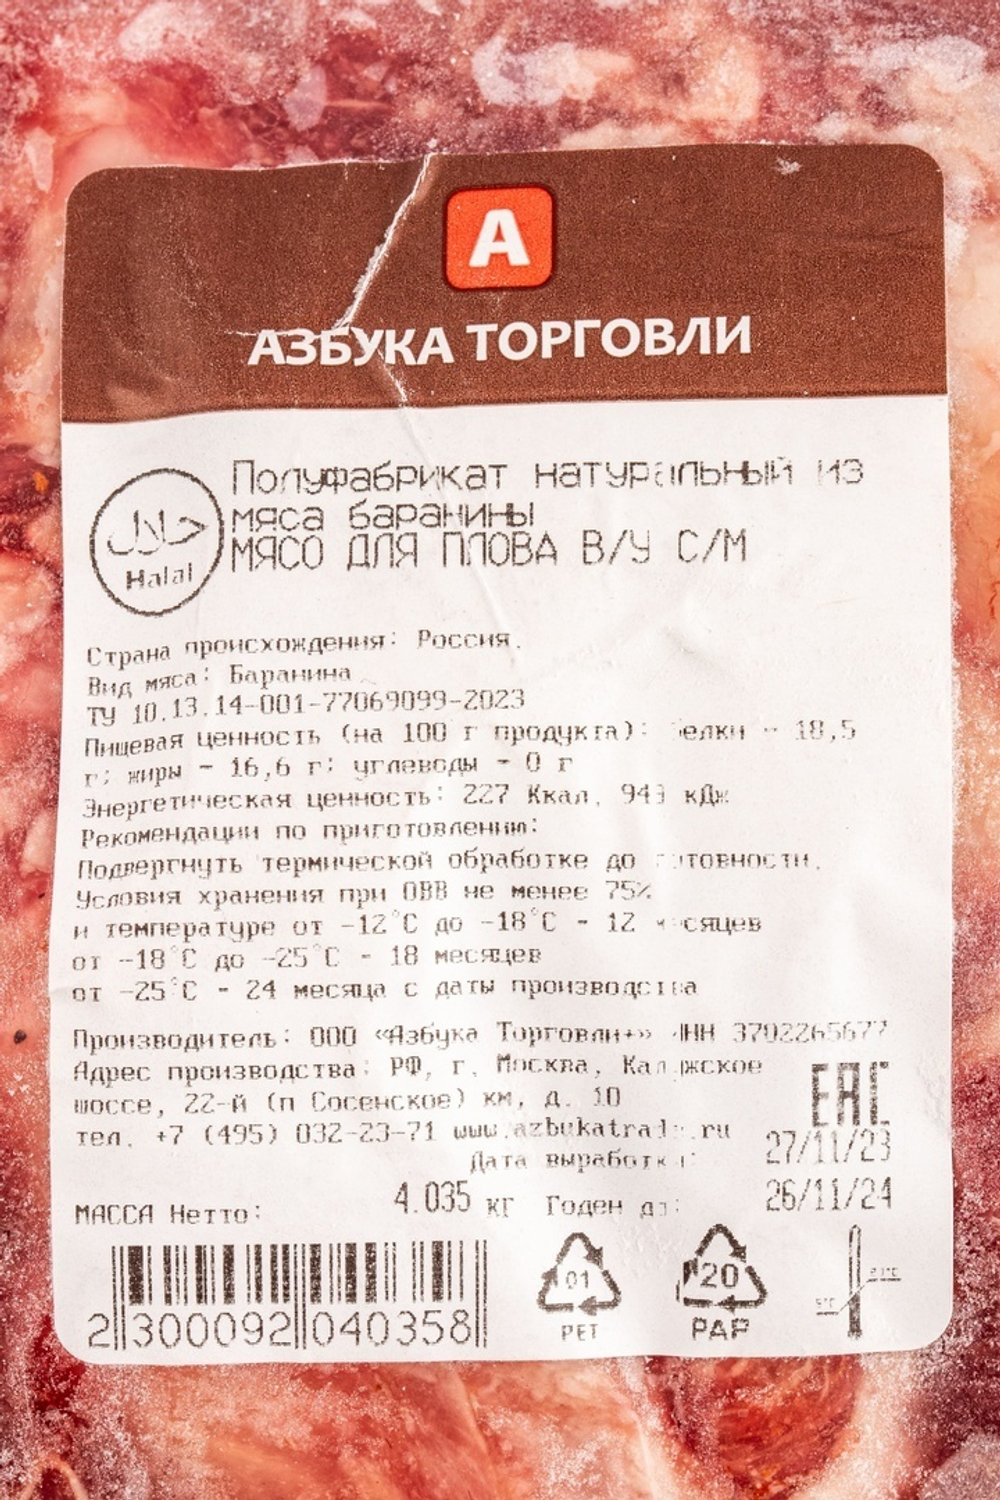 А
АЗБУКА ТОРГОВЛИ
حلال
Halal
Полуфабрикат натуральный из
мяса баранины
МЯСО ДЛЯ ПЛОВА В/У С/М
Страна происхождения: Россия.
Вид мяса: Баранина
ТУ 10.13.14-001-77069099-2023
Пищевая ценность (на 100 г продукта): белки - 18,5
г; жиры - 16,6 г; углеводы - 0 г
Энергетическая ценность: 227 Ккал, 943 кДж
Рекомендации по приготовлению:
Подвергнуть термической обработке до готовности.
Условия хранения при ОВВ не менее 75%
и температуре от -12°С до -18°С - 12 месяцев
от -18°С до -25°С - 18 месяцев
от -25°С - 24 месяца с даты производства
Производитель: ООО «Азбука Торговли+» ИНН 3702265677
Адрес производства: РФ, г. Москва, Калужское
шоссе, 22-й (п Сосенское) км, д. 10
тел. +7 (495) 032-23-71 www.azbukatrade.ru
EAC
Дата выработки: 27/11/23
МАССА Нетто: 4.035 кг Годен до: 26/11/24
2 300092 040358
01
PET
20
PAP